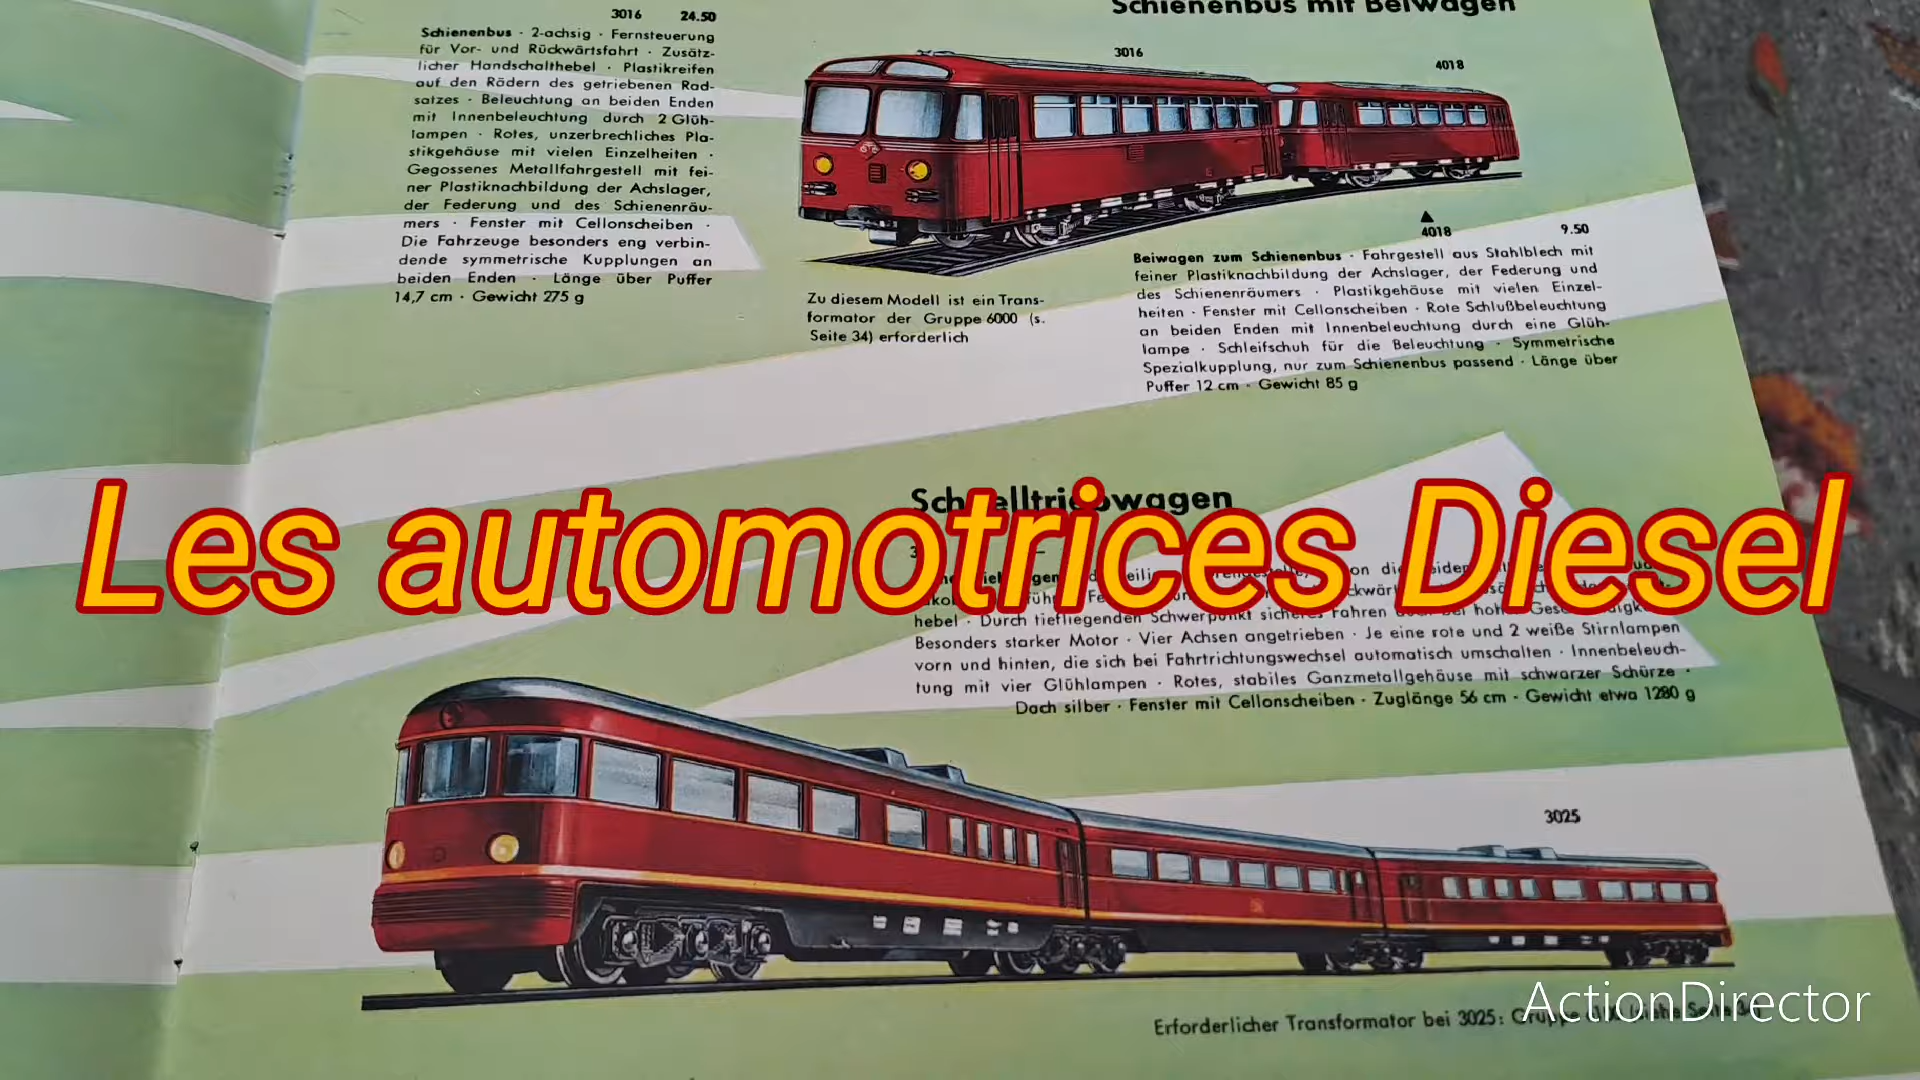 Schienenbus mit Beiwagen
3016 24.50
Schienenbus · 2-achsig · Fernsteuerung
für Vor- und Rückwärtsfahrt · Zusätz-
licher Handschalthebel · Plastikreifen
auf den Rädern des getriebenen Rad-
satzes · Beleuchtung an beiden Enden
mit Innenbeleuchtung durch 2 Glüh-
lampen · Rotes, unzerbrechliches Pla-
stikgehäuse mit vielen Einzelheiten ·
Gegossenes Metallfahrgestell mit fei-
ner Plastiknachbildung der Achslager,
der Federung und des Schienenräu-
mers · Fenster mit Cellonscheiben ·
Die Fahrzeuge besonders eng verbin-
dende symmetrische Kupplungen an
beiden Enden · Länge über Puffer
14,7 cm · Gewicht 275 g
3016
4018
Zu diesem Modell ist ein Trans-
formator der Gruppe 6000 (s.
Seite 34) erforderlich
4018 9.50
Beiwagen zum Schienenbus · Fahrgestell aus Stahlblech mit
feiner Plastiknachbildung der Achslager, der Federung und
des Schienenräumers · Plastikgehäuse mit vielen Einzel-
heiten · Fenster mit Cellonscheiben · Rote Schlußbeleuchtung
an beiden Enden mit Innenbeleuchtung durch eine Glüh-
lampe · Schleifschuh für die Beleuchtung · Symmetrische
Spezialkupplung, nur zum Schienenbus passend · Länge über
Puffer 12 cm · Gewicht 85 g
Schnelltriebwagen
Les automotrices Diesel
hebel · Durch tiefliegenden Schwerpunkt sicheres Fahren auch bei hoher
Besonders starker Motor · Vier Achsen angetrieben · Je eine rote und 2 weiße Stirnlampen
vorn und hinten, die sich bei Fahrtrichtungswechsel automatisch umschalten · Innenbeleuch-
tung mit vier Glühlampen · Rotes, stabiles Ganzmetallgehäuse mit schwarzer Schürze ·
Dach silber · Fenster mit Cellonscheiben · Zuglänge 56 cm · Gewicht etwa 1280 g
3025
Erforderlicher Transformator bei 3025:
ActionDirector